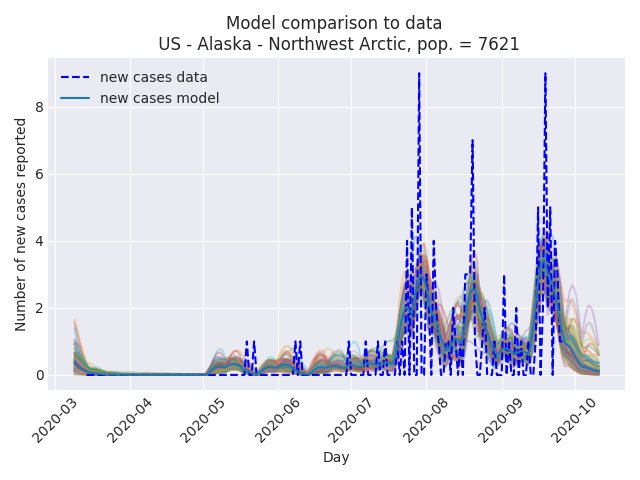 Model comparison to data
US - Alaska - Northwest Arctic, pop. = 7621
new cases data
new cases model
Number of new cases reported
8
6
4
2
0
2020-03
2020-04
2020-05
2020-06
2020-07
2020-08
2020-09
2020-10
Day